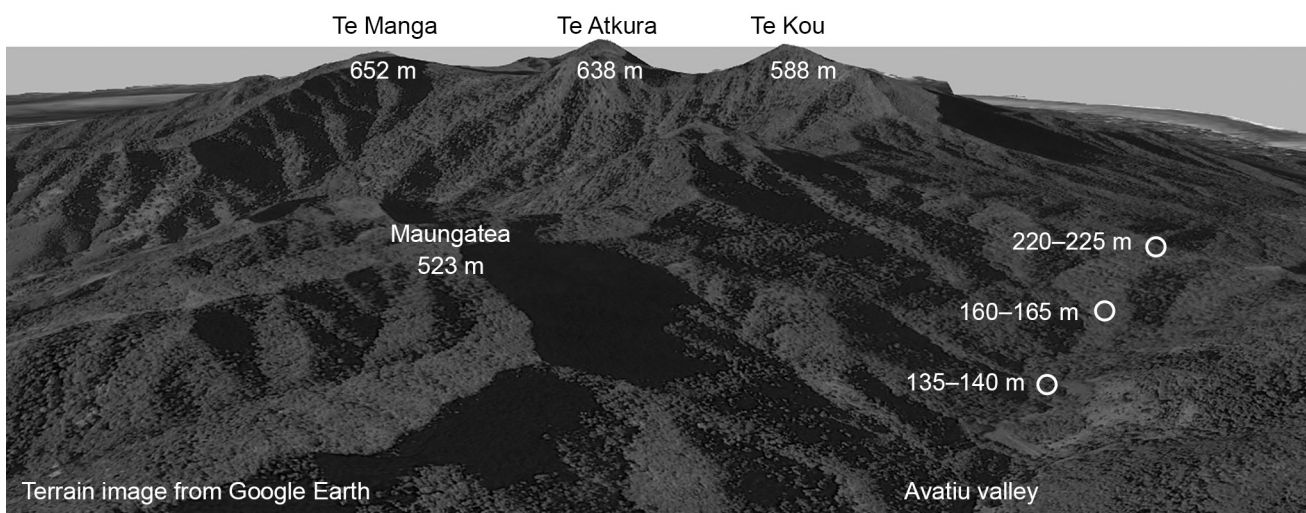 Te Manga
Te Atkura
Te Kou
652 m
638 m
588 m
Maungatea
523 m
220–225 m
160–165 m
135–140 m
Terrain image from Google Earth
Avatiu valley